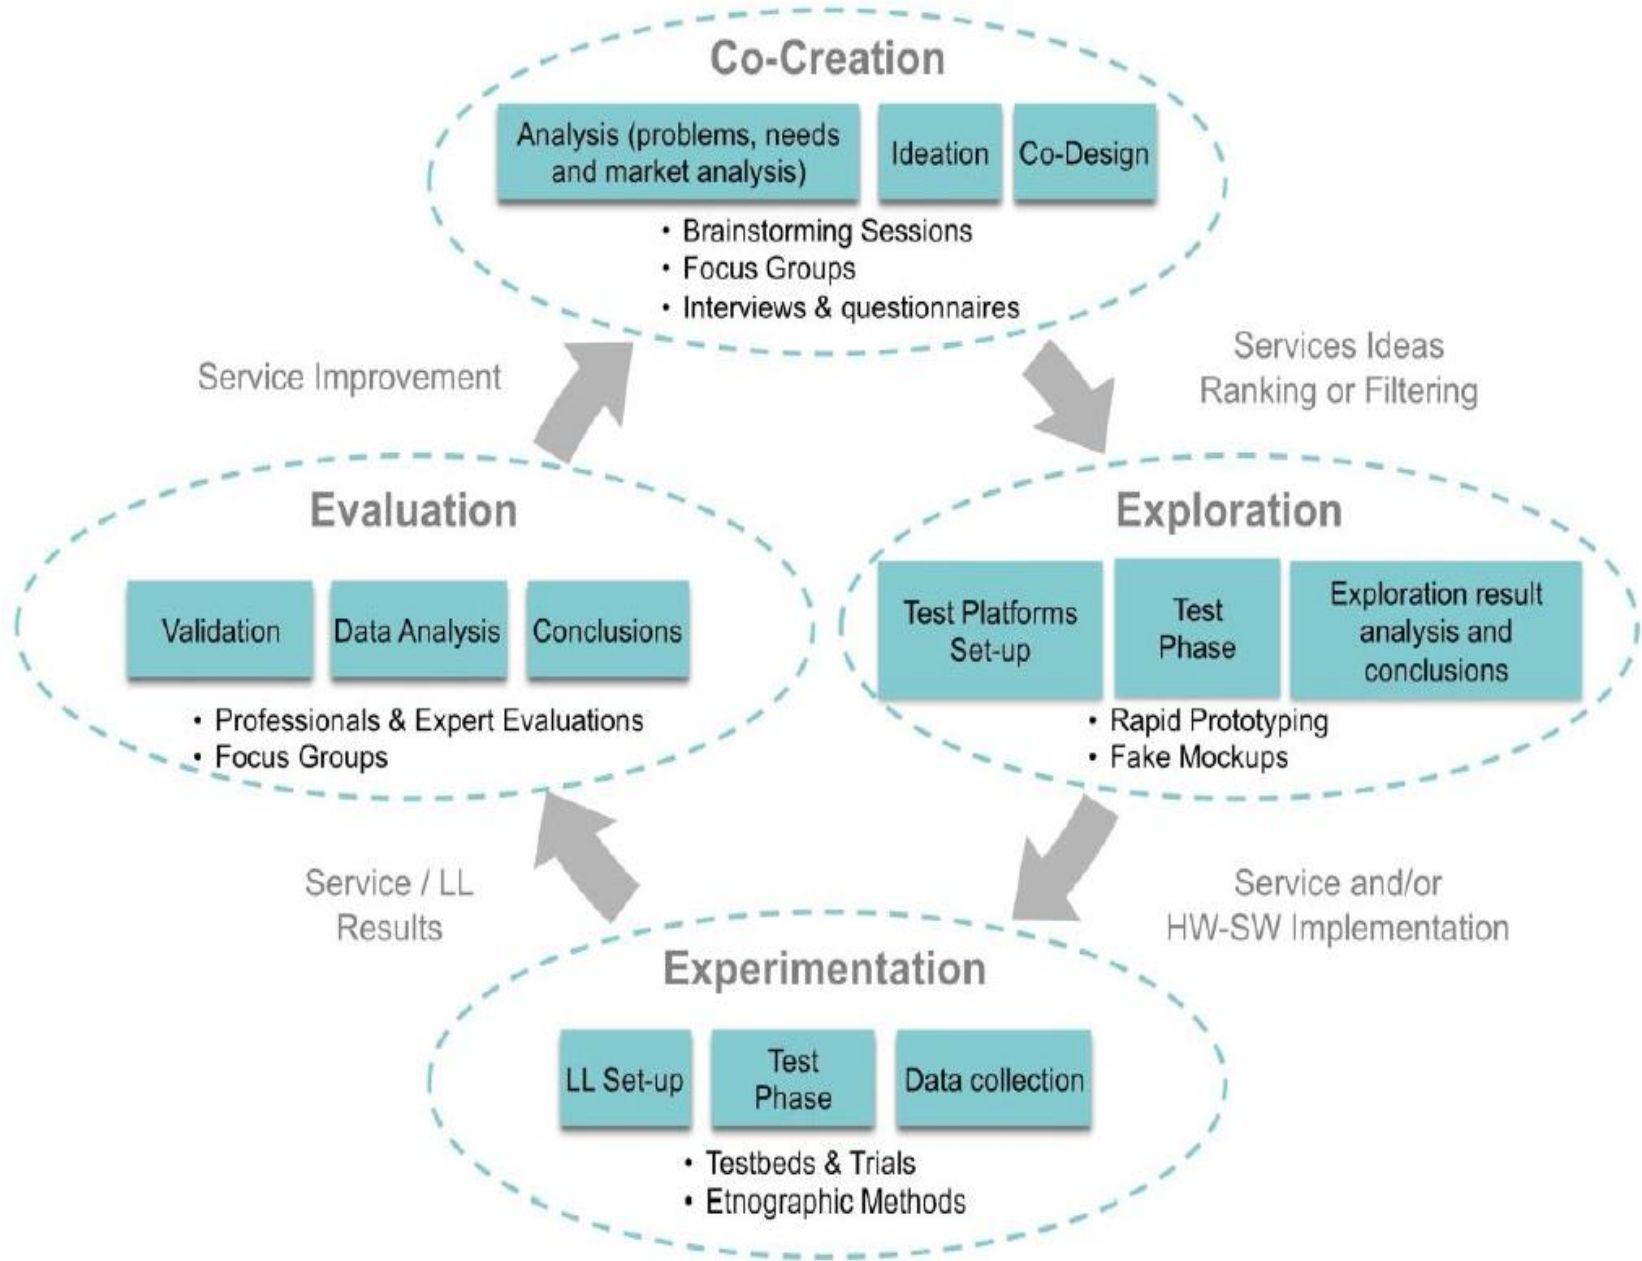 Co-Creation
Analysis (problems, needs
and market analysis)
Ideation
Co-Design
• Brainstorming Sessions
• Focus Groups
• Interviews & questionnaires
Service Improvement
Services Ideas
Ranking or Filtering
Evaluation
Validation
Data Analysis
Conclusions
• Professionals & Expert Evaluations
• Focus Groups
Exploration
Test Platforms
Set-up
Test
Phase
Exploration result
analysis and
conclusions
• Rapid Prototyping
• Fake Mockups
Service / LL
Results
Service and/or
HW-SW Implementation
Experimentation
LL Set-up
Test
Phase
Data collection
• Testbeds & Trials
• Etnographic Methods